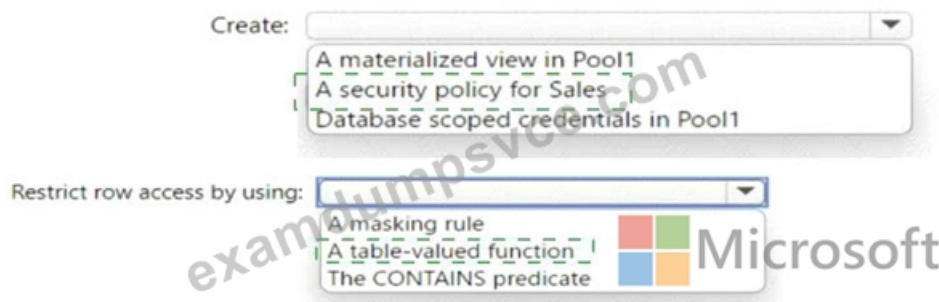 Create:
A materialized view in Pool1
A security policy for Sales
Database scoped credentials in Pool1
Restrict row access by using:
A masking rule
A table-valued function
The CONTAINS predicate
Microsoft
examdumpsvce.com